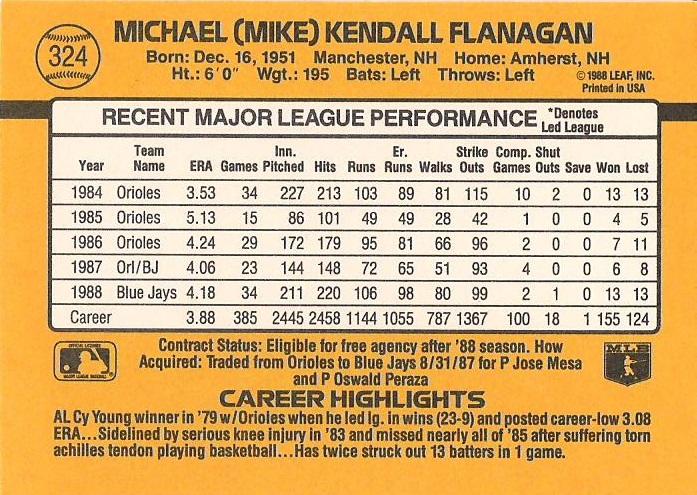 324
MICHAEL (MIKE) KENDALL FLANAGAN
Born: Dec. 16, 1951 Manchester, NH Home: Amherst, NH
Ht.: 6'0" Wgt.: 195 Bats: Left Throws: Left
©1988 LEAF, INC.
Printed in USA
RECENT MAJOR LEAGUE PERFORMANCE *Denotes Led League
Year Team Name ERA Games Inn. Pitched Hits Runs Er. Runs Walks Strike Outs Comp. Games Shut Outs Save Won Lost
1984 Orioles 3.53 34 227 213 103 89 81 115 10 2 0 13 13
1985 Orioles 5.13 15 86 101 49 49 28 42 1 0 0 4 5
1986 Orioles 4.24 29 172 179 95 81 66 96 2 0 0 7 11
1987 Orl/BJ 4.06 23 144 148 72 65 51 93 4 0 0 6 8
1988 Blue Jays 4.18 34 211 220 106 98 80 99 2 1 0 13 13
Career 3.88 385 2445 2458 1144 1055 787 1367 100 18 1 155 124
Contract Status: Eligible for free agency after '88 season. How
Acquired: Traded from Orioles to Blue Jays 8/31/87 for P Jose Mesa
and P Oswald Peraza
MLB
CAREER HIGHLIGHTS
AL Cy Young winner in '79 w/Orioles when he led lg. in wins (23-9) and posted career-low 3.08
ERA...Sidelined by serious knee injury in '83 and missed nearly all of '85 after suffering torn
achilles tendon playing basketball...Has twice struck out 13 batters in 1 game.